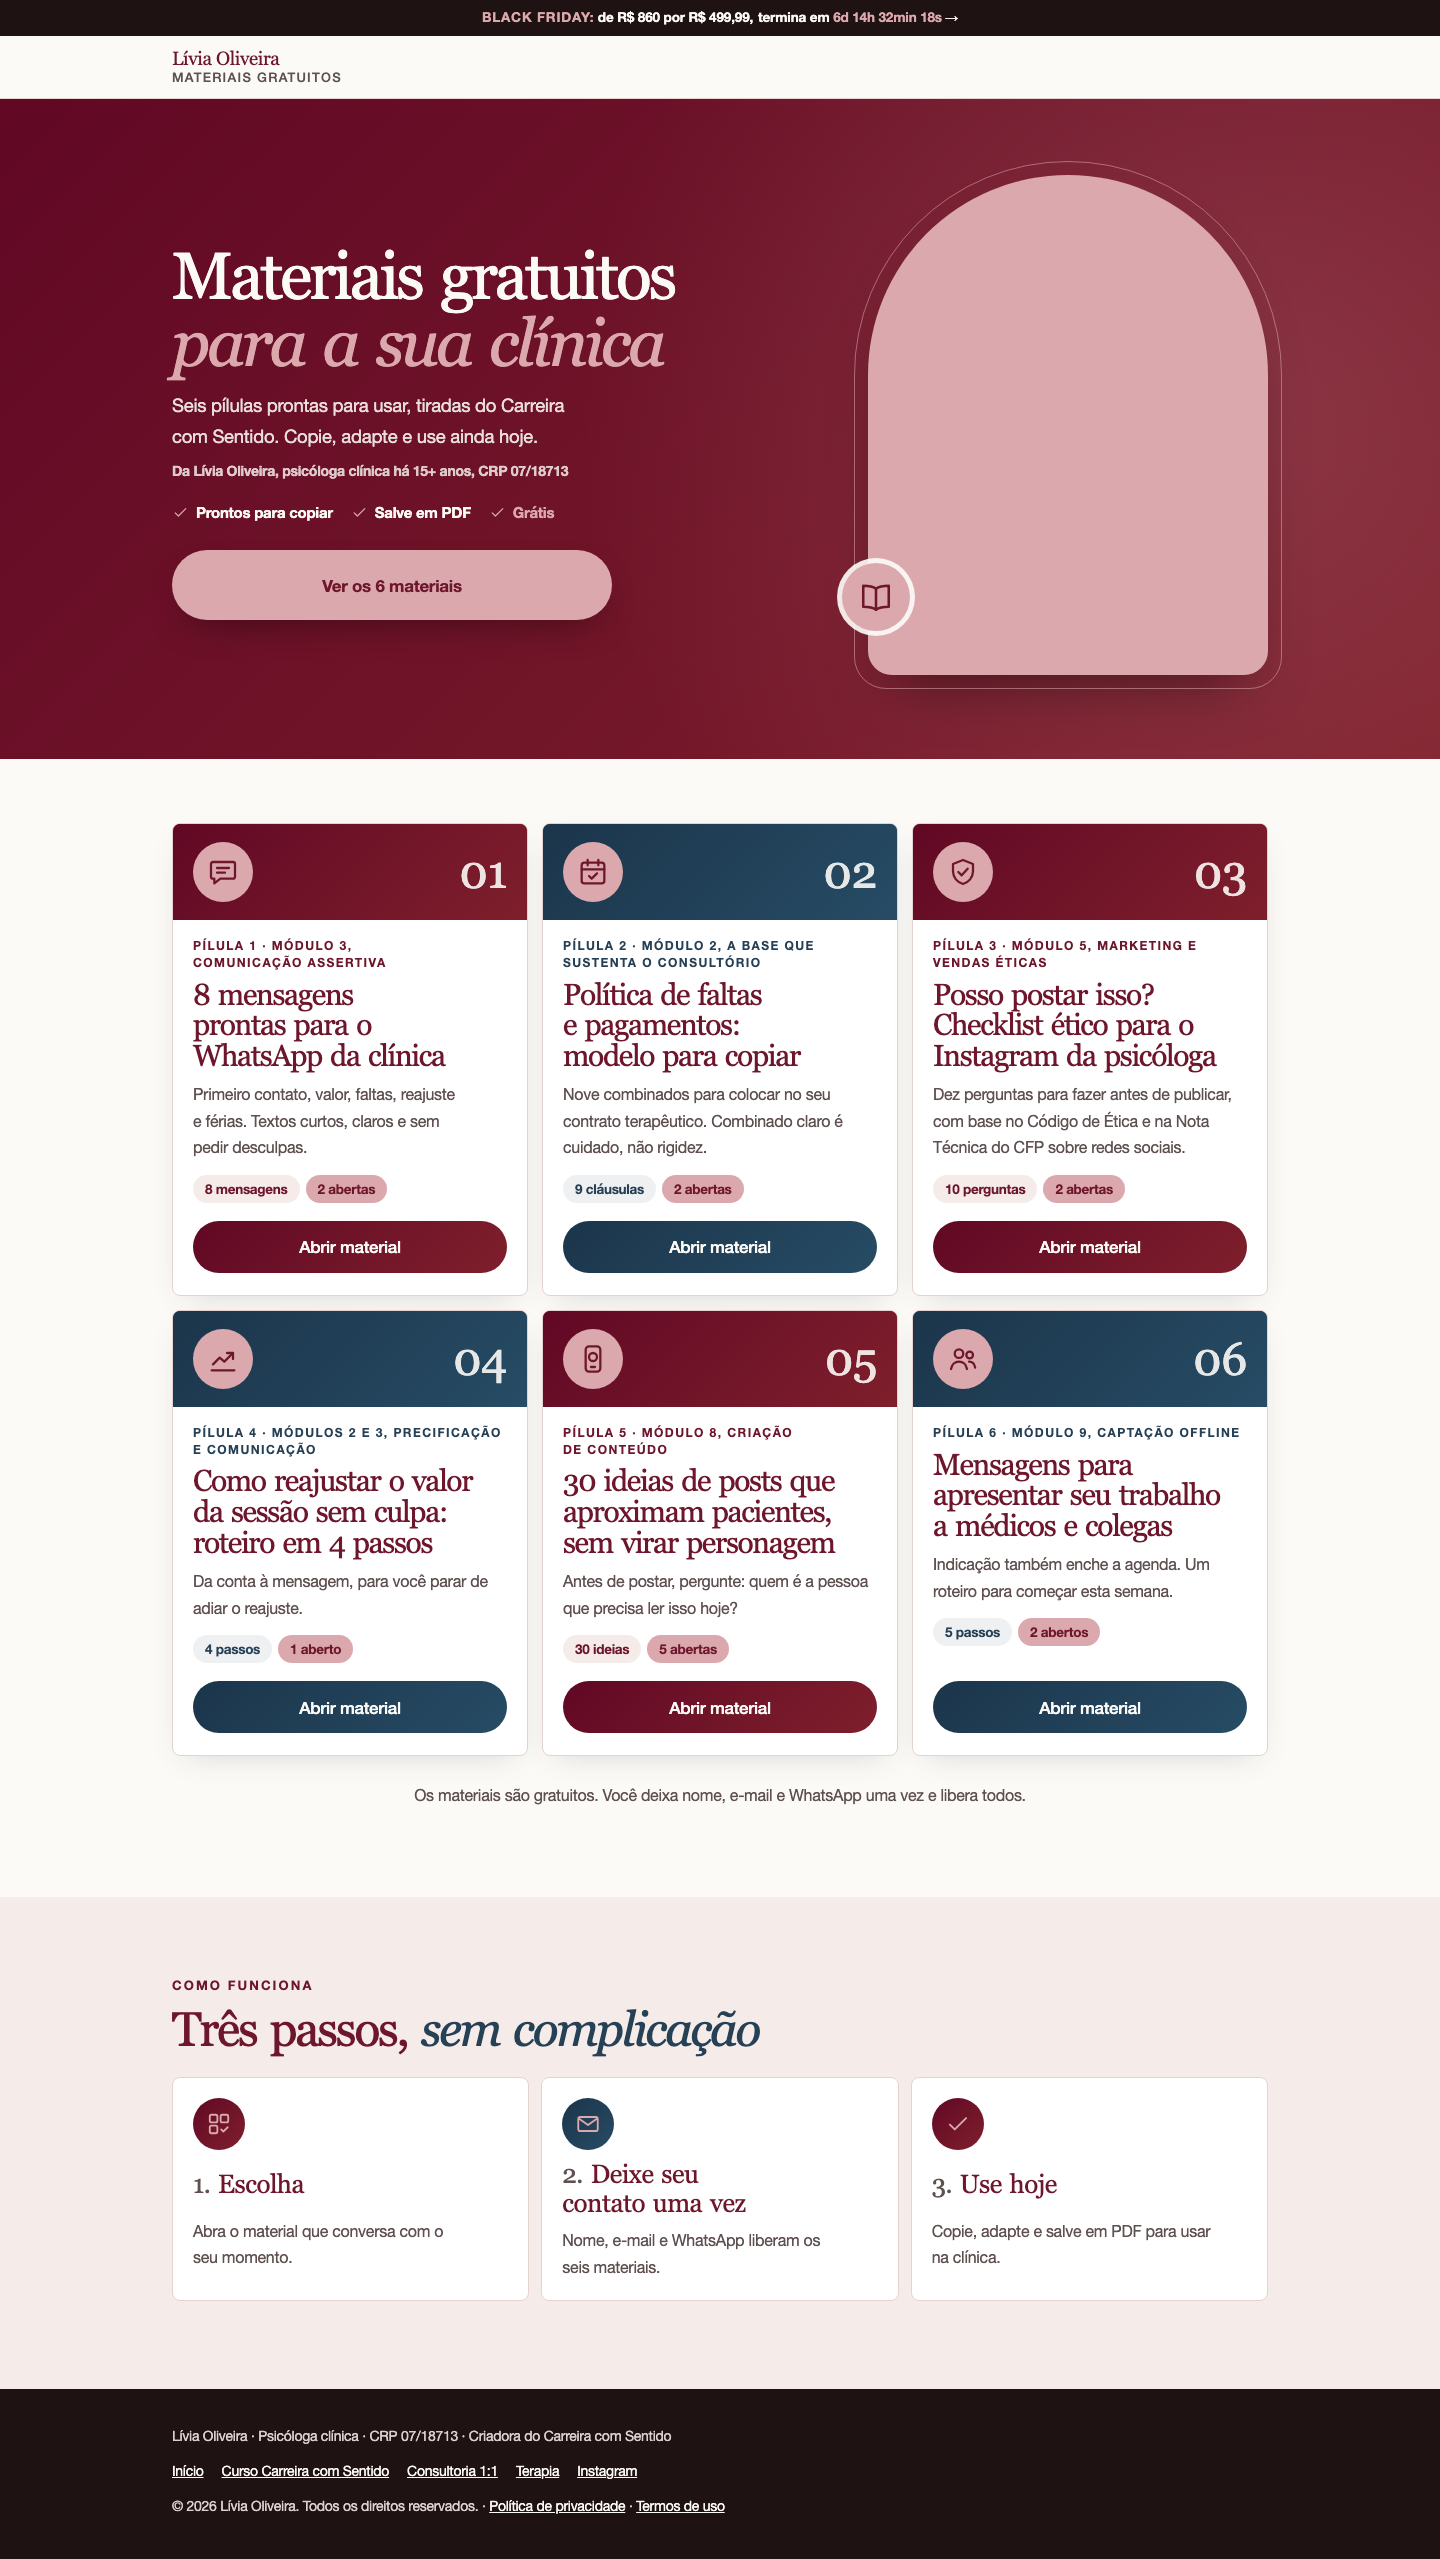 BLACK FRIDAY: de R$ 860 por R$ 499,99, termina em 6d 14h 32min 18s →
Lívia Oliveira
MATERIAIS GRATUITOS
Materiais gratuitos
para a sua clínica
Seis pílulas prontas para usar, tiradas do Carreira
com Sentido. Copie, adapte e use ainda hoje.
Da Lívia Oliveira, psicóloga clínica há 15+ anos, CRP 07/18713
Prontos para copiar
Salve em PDF
Grátis
Ver os 6 materiais
01
PÍLULA 1 · MÓDULO 3,
COMUNICAÇÃO ASSERTIVA
8 mensagens
prontas para o
WhatsApp da clínica
Primeiro contato, valor, faltas, reajuste
e férias. Textos curtos, claros e sem
pedir desculpas.
8 mensagens
2 abertas
Abrir material
02
PÍLULA 2 · MÓDULO 2, A BASE QUE
SUSTENTA O CONSULTÓRIO
Política de faltas
e pagamentos:
modelo para copiar
Nove combinados para colocar no seu
contrato terapêutico. Combinado claro é
cuidado, não rigidez.
9 cláusulas
2 abertas
Abrir material
03
PÍLULA 3 · MÓDULO 5, MARKETING E
VENDAS ÉTICAS
Posso postar isso?
Checklist ético para o
Instagram da psicóloga
Dez perguntas para fazer antes de publicar,
com base no Código de Ética e na Nota
Técnica do CFP sobre redes sociais.
10 perguntas
2 abertas
Abrir material
04
PÍLULA 4 · MÓDULOS 2 E 3, PRECIFICAÇÃO
E COMUNICAÇÃO
Como reajustar o valor
da sessão sem culpa:
roteiro em 4 passos
Da conta à mensagem, para você parar de
adiar o reajuste.
4 passos
1 aberto
Abrir material
05
PÍLULA 5 · MÓDULO 8, CRIAÇÃO
DE CONTEÚDO
30 ideias de posts que
aproximam pacientes,
sem virar personagem
Antes de postar, pergunte: quem é a pessoa
que precisa ler isso hoje?
30 ideias
5 abertas
Abrir material
06
PÍLULA 6 · MÓDULO 9, CAPTAÇÃO OFFLINE
Mensagens para
apresentar seu trabalho
a médicos e colegas
Indicação também enche a agenda. Um
roteiro para começar esta semana.
5 passos
2 abertos
Abrir material
Os materiais são gratuitos. Você deixa nome, e-mail e WhatsApp uma vez e libera todos.
COMO FUNCIONA
Três passos, sem complicação
1. Escolha
Abra o material que conversa com o
seu momento.
2. Deixe seu
contato uma vez
Nome, e-mail e WhatsApp liberam os
seis materiais.
3. Use hoje
Copie, adapte e salve em PDF para usar
na clínica.
Lívia Oliveira · Psicóloga clínica · CRP 07/18713 · Criadora do Carreira com Sentido
Início Curso Carreira com Sentido Consultoria 1:1 Terapia Instagram
© 2026 Lívia Oliveira. Todos os direitos reservados. · Política de privacidade · Termos de uso